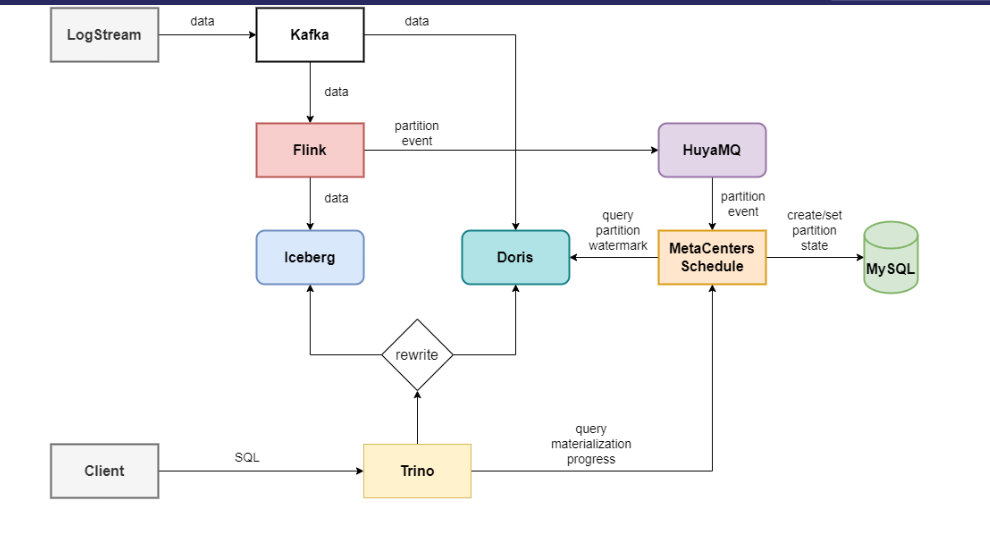 data
data
LogStream
Kafka
data
partition
event
Flink
HuyaMQ
data
partition
event
query
partition
watermark
create/set
partition
state
Iceberg
Doris
MetaCenters
Schedule
MySQL
rewrite
query
materialization
progress
SQL
Client
Trino